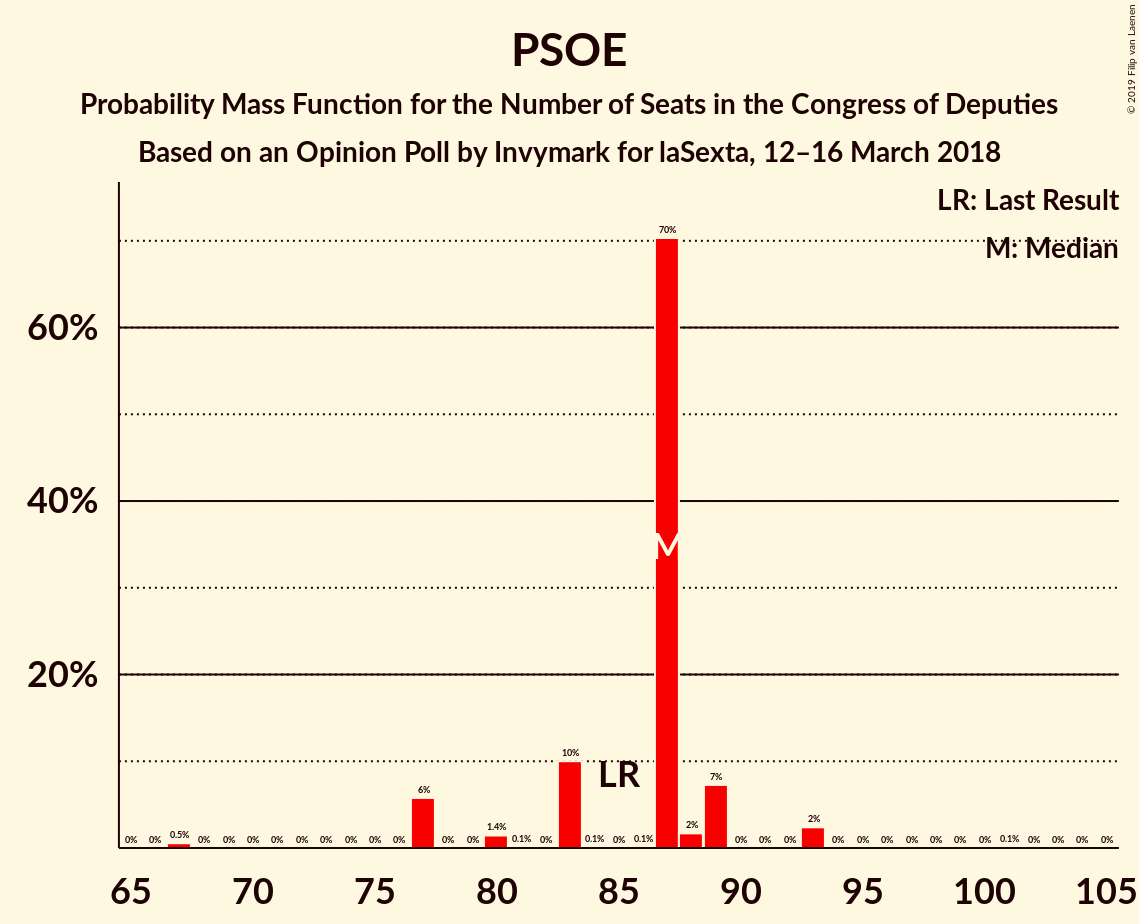 PSOE
Probability Mass Function for the Number of Seats in the Congress of Deputies
Based on an Opinion Poll by Invymark for laSexta, 12–16 March 2018
© 2019 Filip van Laenen
LR: Last Result
M: Median
60%
40%
20%
0% 0% 0.5% 0% 0% 0% 0% 0% 0% 0% 0% 0% 6% 0% 0% 1.4% 0.1% 0% 10% 0.1% 0% 0.1% 70% 2% 7% 0% 0% 0% 2% 0% 0% 0% 0% 0% 0% 0% 0.1% 0% 0% 0% 0%
LR
M
65 70 75 80 85 90 95 100 105